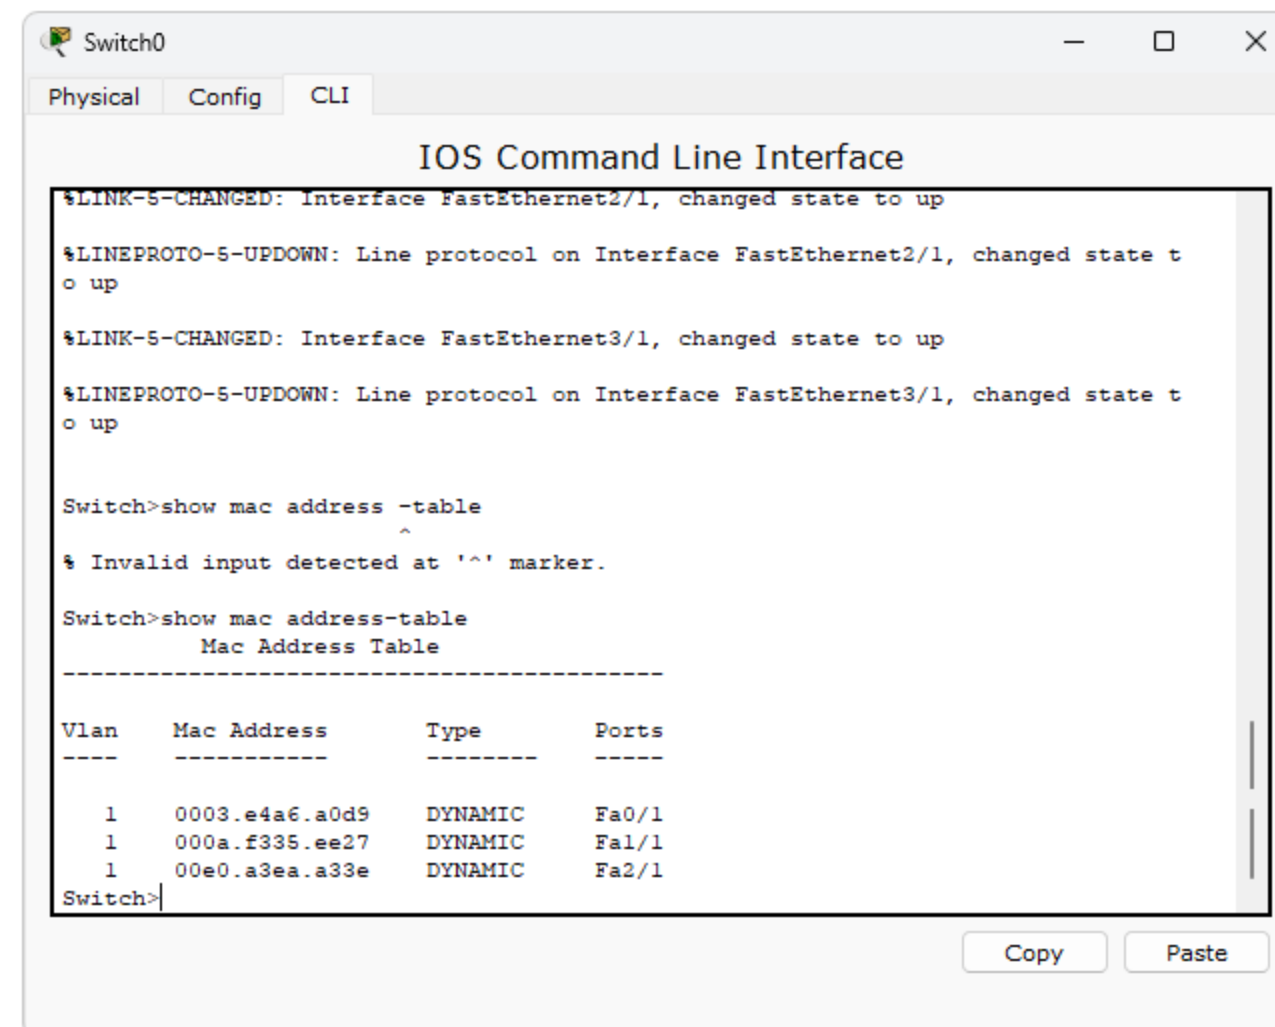 Switch0
Physical Config CLI
IOS Command Line Interface
%LINK-5-CHANGED: Interface FastEthernet2/1, changed state to up
%LINEPROTO-5-UPDOWN: Line protocol on Interface FastEthernet2/1, changed state t
o up
%LINK-5-CHANGED: Interface FastEthernet3/1, changed state to up
%LINEPROTO-5-UPDOWN: Line protocol on Interface FastEthernet3/1, changed state t
o up
Switch>show mac address -table
^
% Invalid input detected at '^' marker.
Switch>show mac address-table
Mac Address Table
-------------------------------------------
Vlan Mac Address Type Ports
---- ----------- -------- -----
1 0003.e4a6.a0d9 DYNAMIC Fa0/1
1 000a.f335.ee27 DYNAMIC Fa1/1
1 00e0.a3ea.a33e DYNAMIC Fa2/1
Switch>
Copy Paste